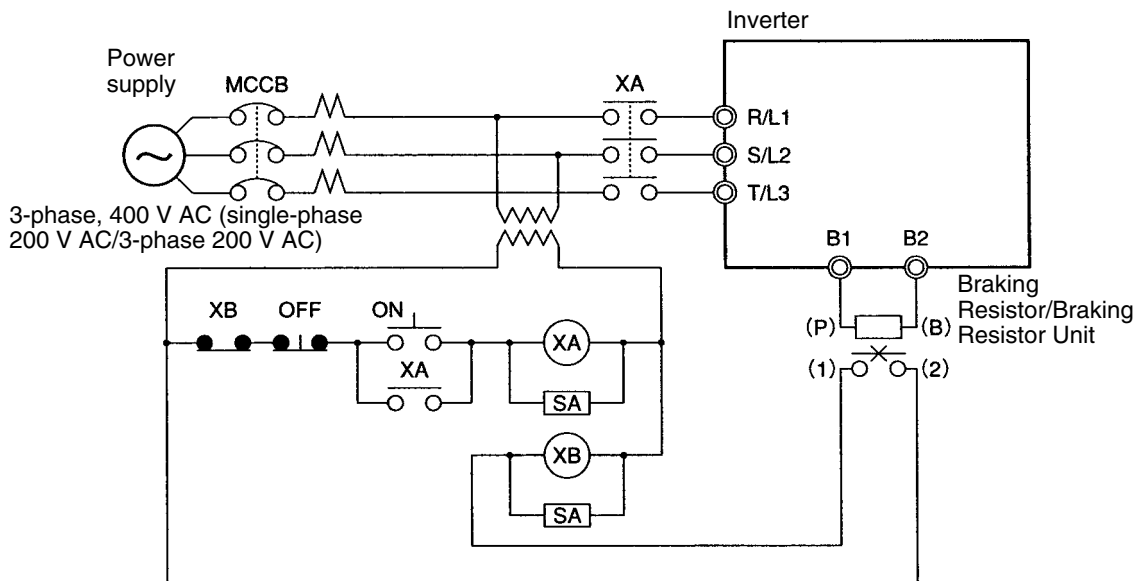 Inverter
Power
supply
MCCB
XA
R/L1
S/L2
T/L3
3-phase, 400 V AC (single-phase
200 V AC/3-phase 200 V AC)
B1
B2
Braking
Resistor/Braking
Resistor Unit
(P)
(B)
(1)
(2)
XB
OFF
ON
XA
XA
SA
XB
SA